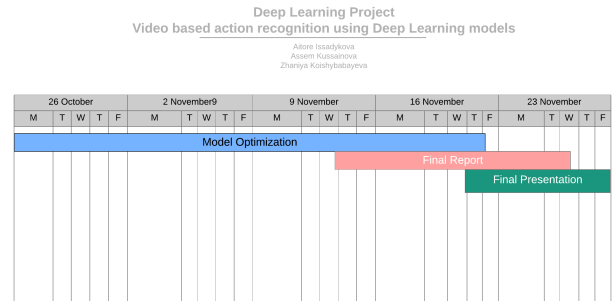 Deep Learning Project
Video based action recognition using Deep Learning models
Aitore Issadykova
Assem Kussainova
Zhaniya Koishybabayeva
26 October 2 November9 9 November 16 November 23 November
M T W T F M T W T F M T W T F M T W T F M T W T F
Model Optimization
Final Report
Final Presentation